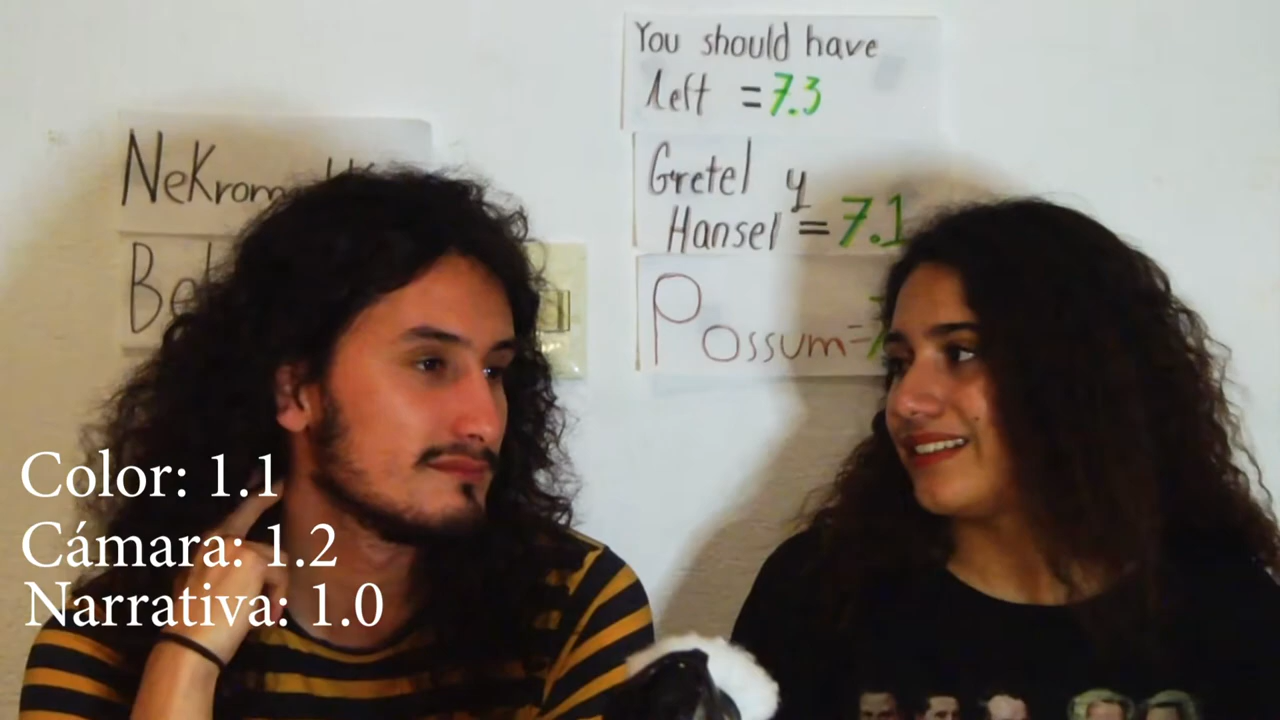 You should have
left = 7.3
Gretel y
Hansel = 7.1
Possum =
Color: 1.1
Cámara: 1.2
Narrativa: 1.0